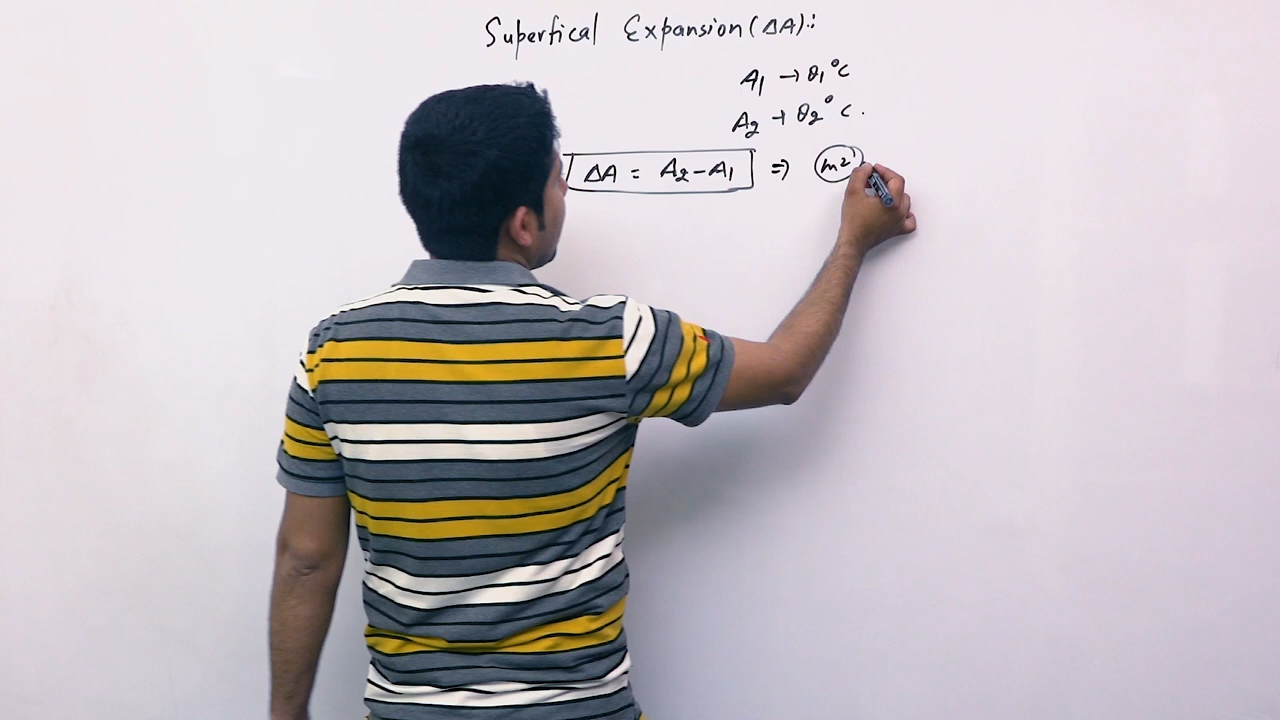 Superfical Expansion (ΔA):
A1 → θ1°C
A2 → θ2°C.
ΔA = A2-A1 ⇒ m2